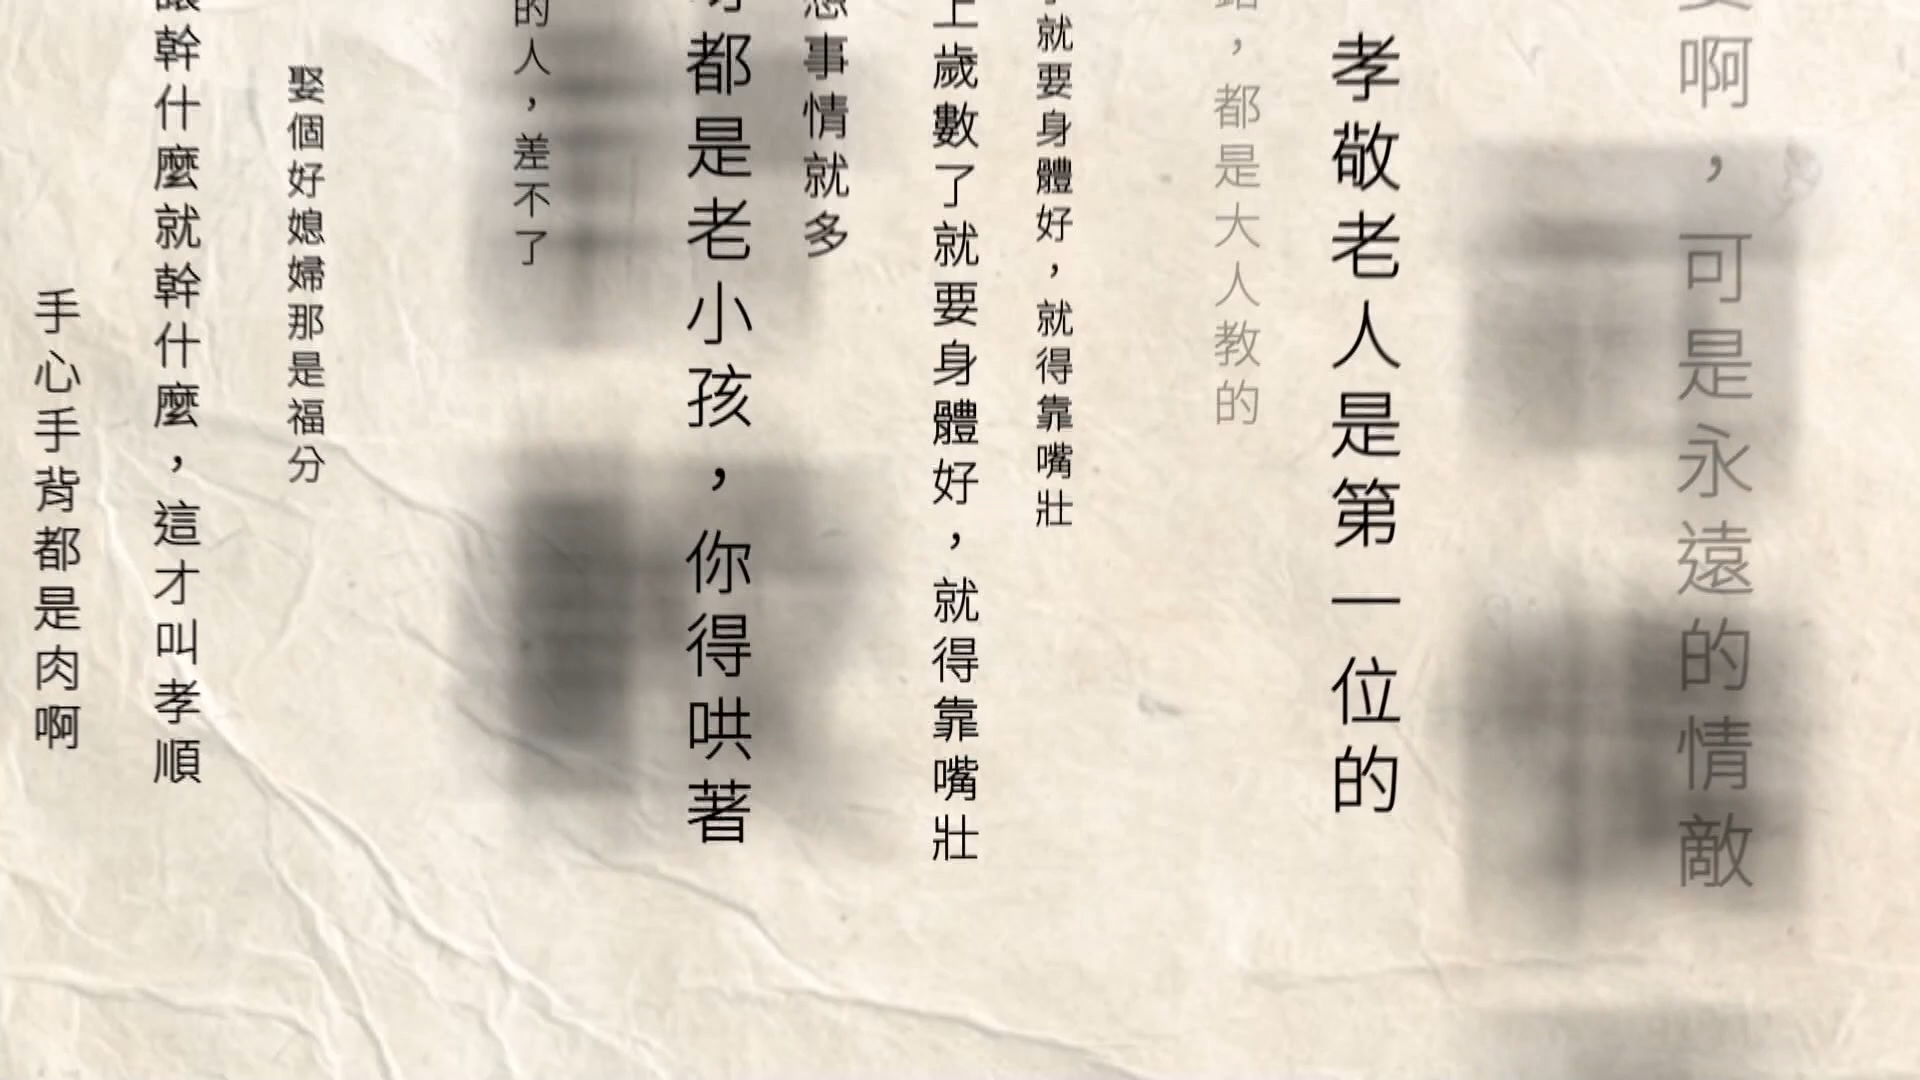 啊，可是永遠的情敵
孝敬老人是第一位的
，都是大人教的
就要身體好，就得靠嘴壯
上歲數了就要身體好，就得靠嘴壯
事情就多
都是老小孩，你得哄著
的人，差不了
娶個好媳婦那是福分
讓幹什麼就幹什麼，這才叫孝順
手心手背都是肉啊